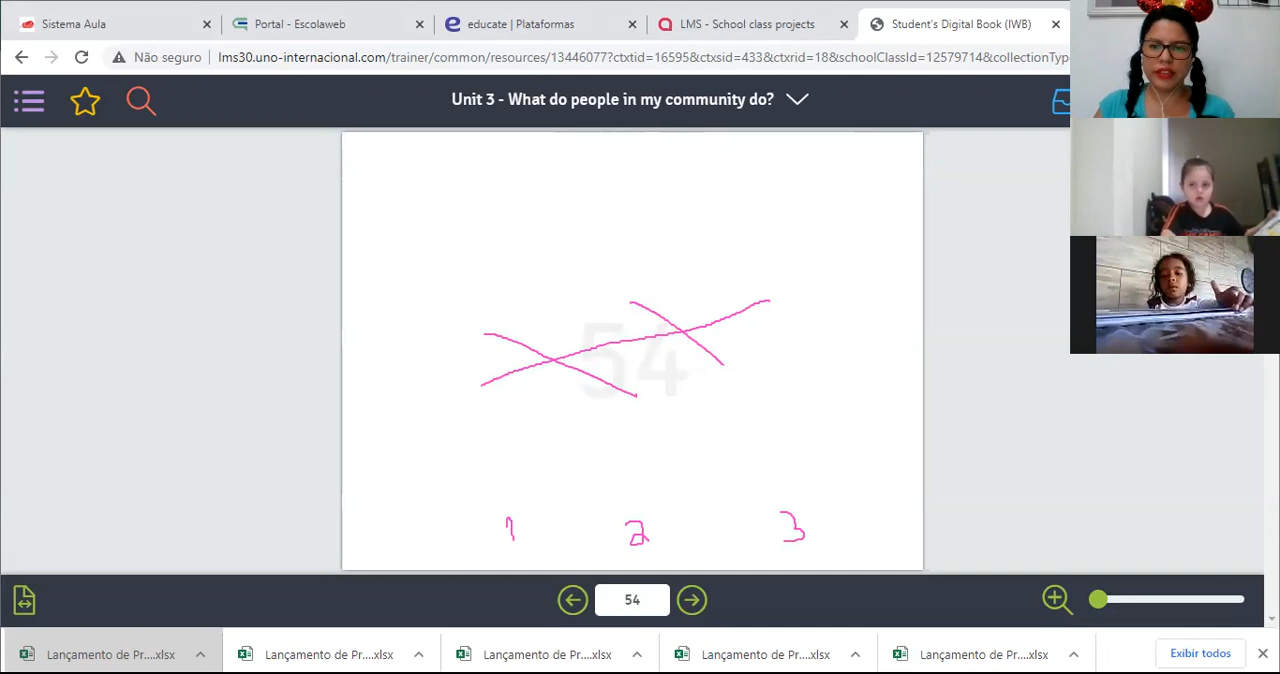 Sistema Aula
Portal - Escolaweb
educate | Plataformas
LMS - School class projects
Student's Digital Book (IWB)
Não seguro
lms30.uno-internacional.com/trainer/common/resources/13446077?ctxtid=16595&ctxsid=433&ctxrid=18&schoolClassId=12579714&collectionTyp
Unit 3 - What do people in my community do?
54
1 2 3
54
Lançamento de Pr....xlsx
Lançamento de Pr....xlsx
Lançamento de Pr....xlsx
Lançamento de Pr....xlsx
Lançamento de Pr....xlsx
Exibir todos